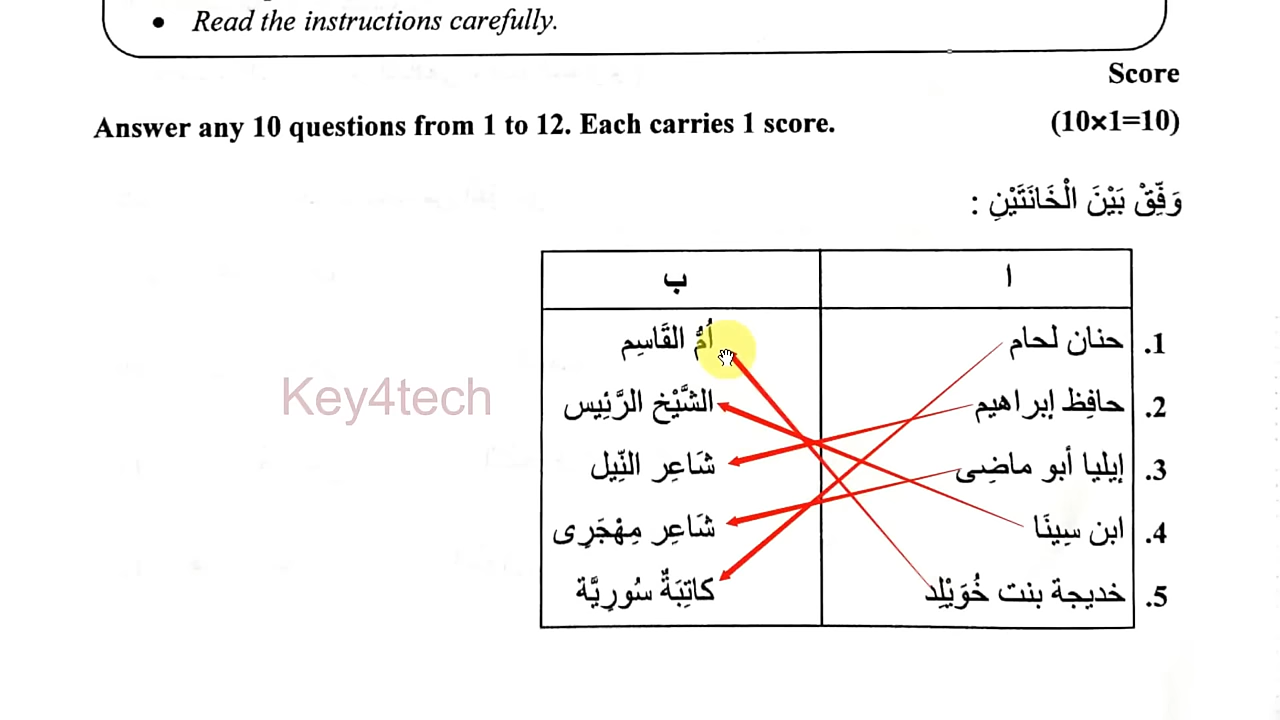 • Read the instructions carefully.
Score
Answer any 10 questions from 1 to 12. Each carries 1 score. (10×1=10)
وَفِّقْ بَيْنَ الْخَانَتَيْنِ :
ا ب
1. حنان لحام أُمُّ القَاسِم
2. حافِظ إبراهيم الشَّيْخ الرَّئِيس
3. إيليا أبو ماضِى شَاعِر النِّيل
4. ابن سِينَا شَاعِر مِهْجَرِى
5. خديجة بنت خُوَيْلِد كاتِبَةٌ سُورِيَّة
Key4tech